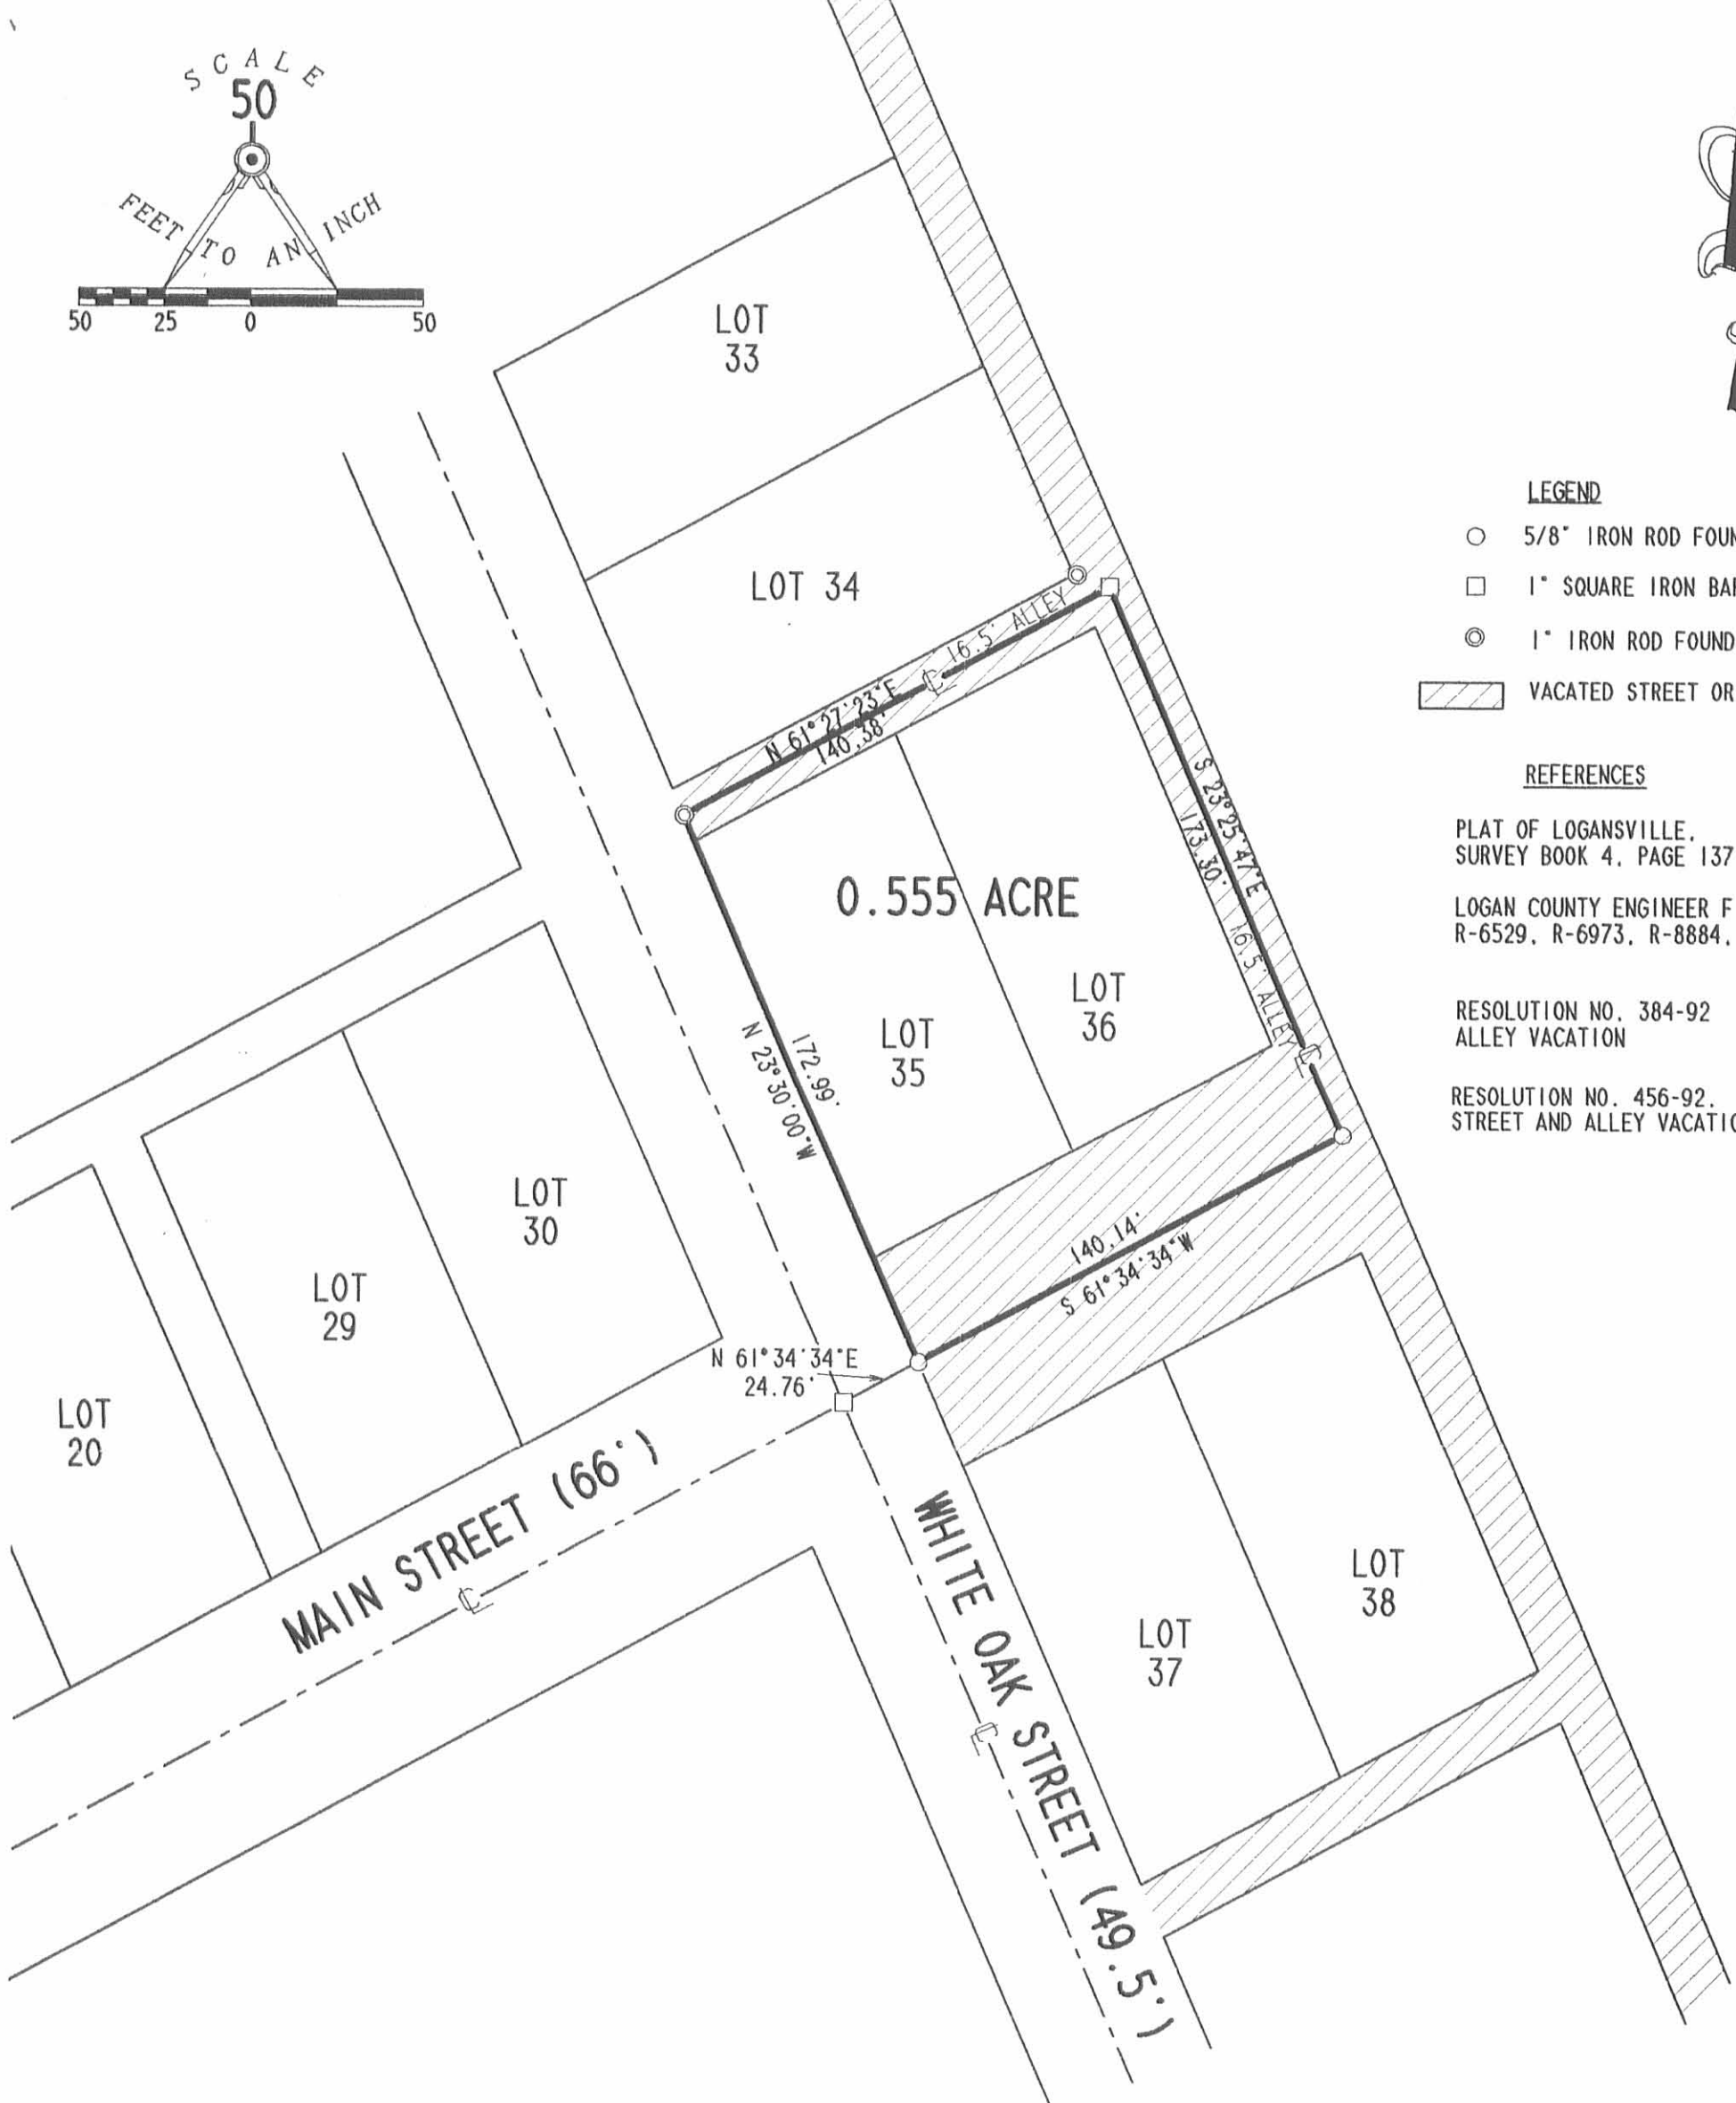 SCALE
50
FEET TO AN INCH
50 25 0 50
LOT
33
LOT 34
16.5' ALLEY
N 61°27'23"E
140.38'
S 23°25'47"E
173.30'
16.5' ALLEY
0.555 ACRE
LOT
36
LOT
35
172.99'
N 23°30'00"W
140.14'
S 61°34'34"W
LOT
30
LOT
29
LOT
20
N 61°34'34"E
24.76'
MAIN STREET (66')
WHITE OAK STREET (49.5')
LOT
37
LOT
38
LEGEND
5/8" IRON ROD
1" SQUARE IRON
1" IRON ROD FOUND
VACATED STREET OR
REFERENCES
PLAT OF LOGANSVILLE,
SURVEY BOOK 4, PAGE 137
LOGAN COUNTY ENGINEER
R-6529, R-6973, R-8884,
RESOLUTION NO. 384-92
ALLEY VACATION
RESOLUTION NO. 456-92,
STREET AND ALLEY